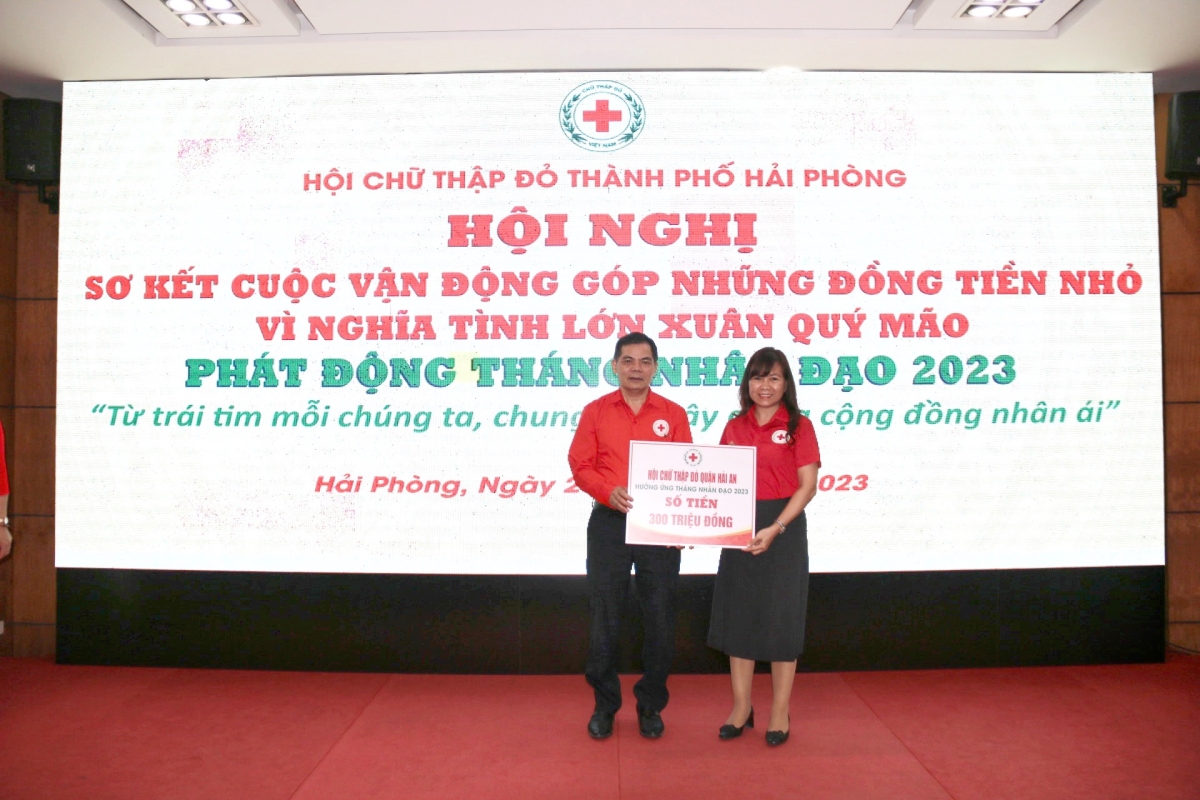 CHỮ THẬP ĐỎ
VIỆT NAM
HỘI CHỮ THẬP ĐỎ THÀNH PHỐ HẢI PHÒNG
HỘI NGHỊ
SƠ KẾT CUỘC VẬN ĐỘNG GÓP NHỮNG ĐỒNG TIỀN NHỎ
VÌ NGHĨA TÌNH LỚN XUÂN QUÝ MÃO
PHÁT ĐỘNG THÁNG NHÂN ĐẠO 2023
“Từ trái tim mỗi chúng ta, chung cộng đồng nhân ái”
Hải Phòng, Ngày 2023
HỘI CHỮ THẬP ĐỎ QUẬN HẢI AN
HƯỞNG ỨNG THÁNG NHÂN ĐẠO 2023
SỐ TIỀN
300 TRIỆU ĐỒNG